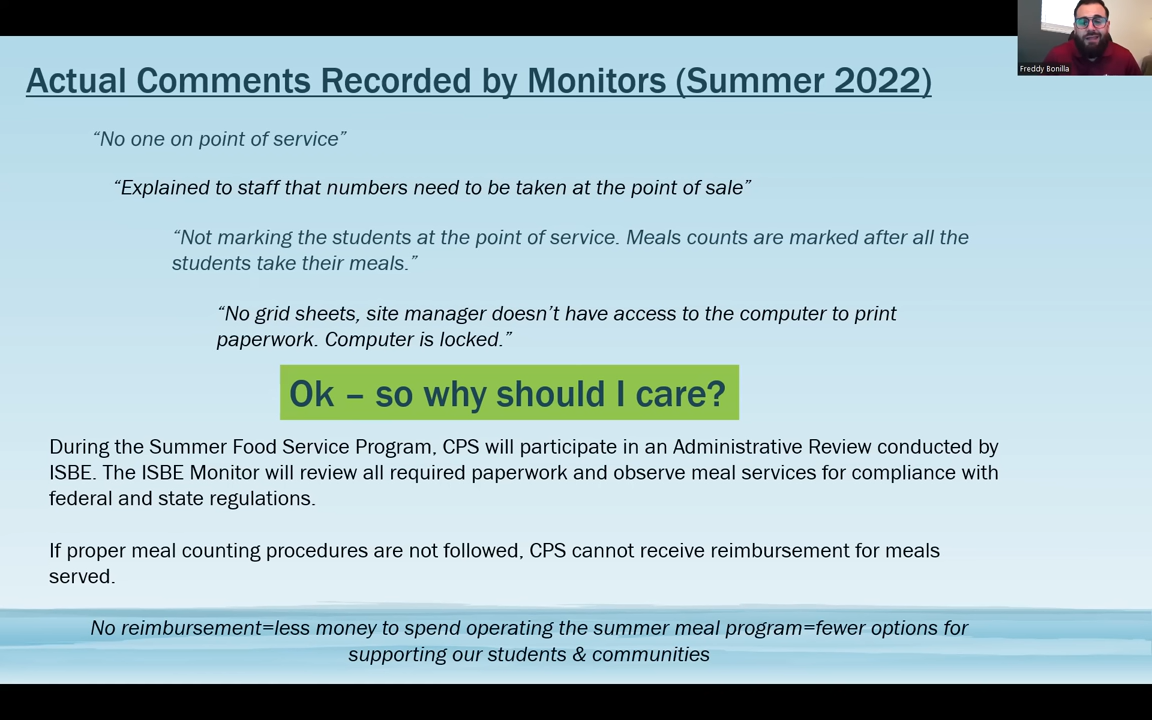 Freddy Bonilla
Actual Comments Recorded by Monitors (Summer 2022)
“No one on point of service”
“Explained to staff that numbers need to be taken at the point of sale”
“Not marking the students at the point of service. Meals counts are marked after all the
students take their meals.”
“No grid sheets, site manager doesn’t have access to the computer to print
paperwork. Computer is locked.”
Ok – so why should I care?
During the Summer Food Service Program, CPS will participate in an Administrative Review conducted by
ISBE. The ISBE Monitor will review all required paperwork and observe meal services for compliance with
federal and state regulations.
If proper meal counting procedures are not followed, CPS cannot receive reimbursement for meals
served.
No reimbursement=less money to spend operating the summer meal program=fewer options for
supporting our students & communities